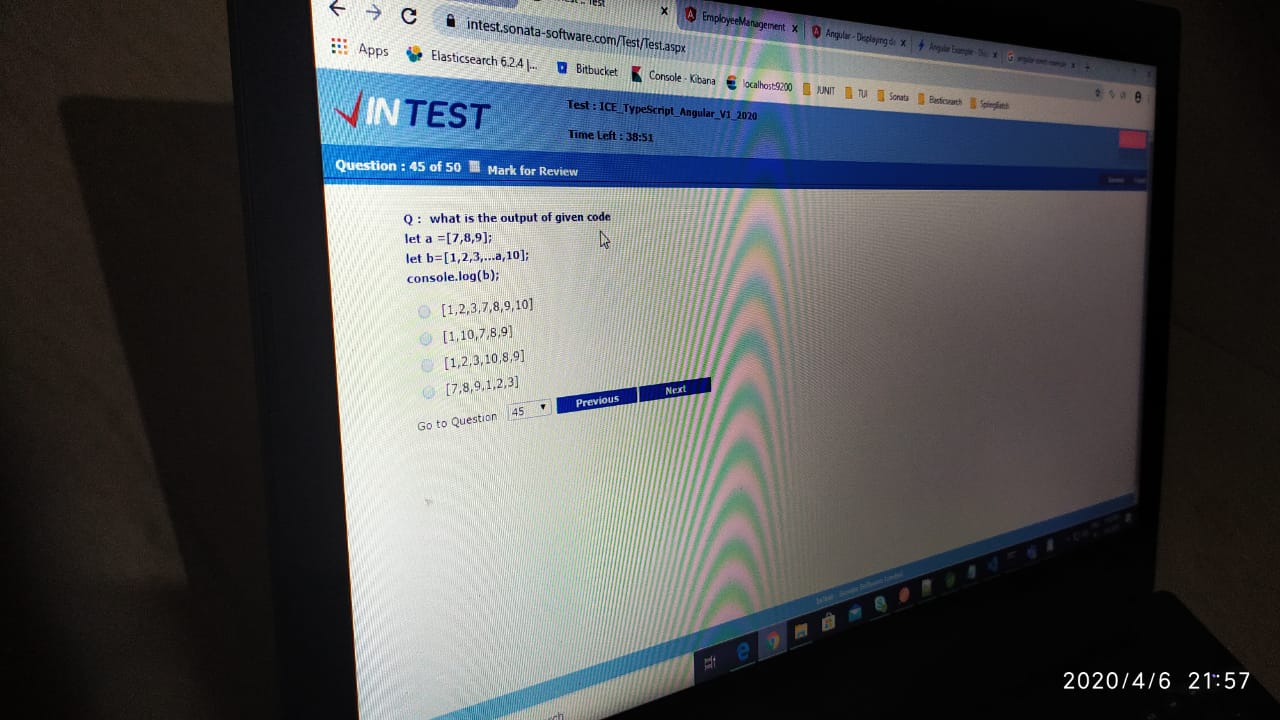 Test
EmployeeManagement
Angular - Displaying da
Angular Example - Dis
intest.sonata-software.com/Test/Test.aspx
Apps
Elasticsearch 6.2.4 |...
Bitbucket
Console - Kibana
localhost:9200
JUNIT
TUI
Sonata
Elasticsearch
SpringBatch
INTEST
Test : ICE_TypeScript_Angular_V1_2020
Time Left : 38:51
Question : 45 of 50 Mark for Review
Q : what is the output of given code
let a =[7,8,9];
let b=[1,2,3,...a,10];
console.log(b);
[1,2,3,7,8,9,10]
[1,10,7,8,9]
[1,2,3,10,8,9]
[7,8,9,1,2,3]
Go to Question 45 Previous Next
2020/4/6 21:57